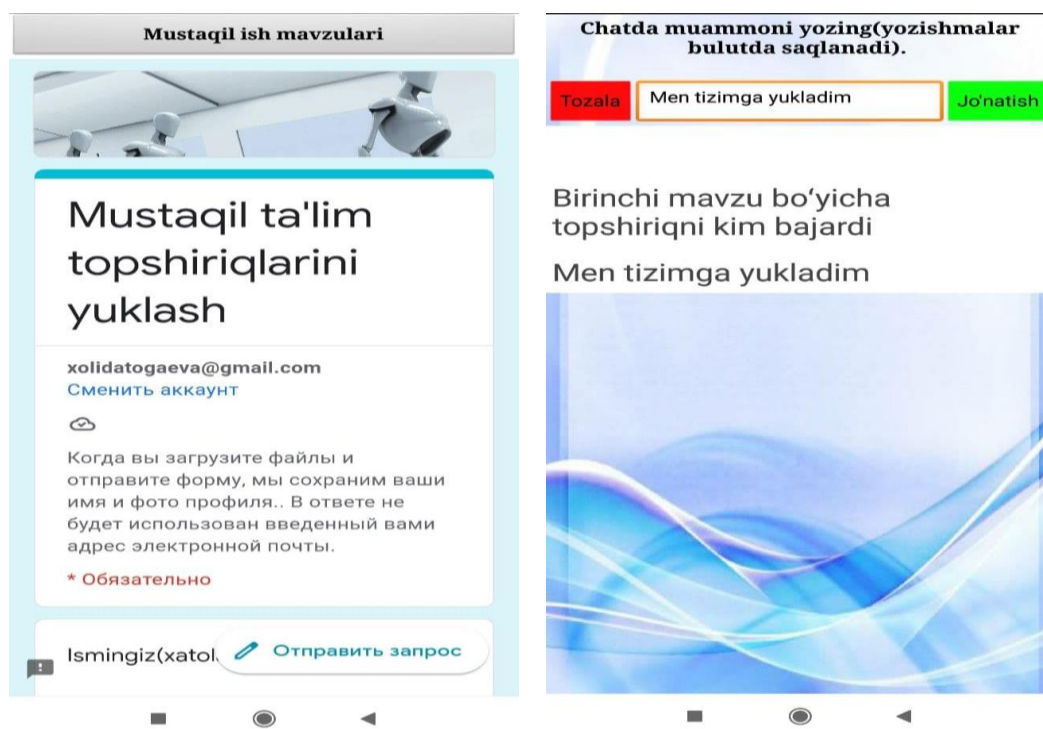 Mustaqil ish mavzulari
Mustaqil ta'lim
topshiriqlarini
yuklash
xolidatogaeva@gmail.com
Сменить аккаунт
Когда вы загрузите файлы и
отправите форму, мы сохраним ваши
имя и фото профиля.. В ответе не
будет использован введенный вами
адрес электронной почты.
* Обязательно
Ismingiz(xatol
Отправить запрос
Chatda muammoni yozing(yozishmalar
bulutda saqlanadi).
Tozala
Men tizimga yukladim
Jo'natish
Birinchi mavzu bo‘yicha
topshiriqni kim bajardi
Men tizimga yukladim